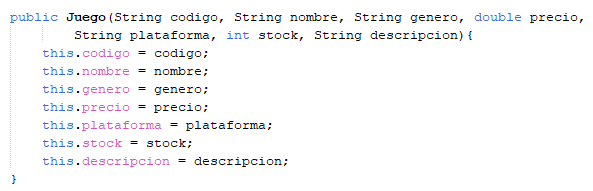 public Juego(String codigo, String nombre, String genero, double precio,
String plataforma, int stock, String descripcion){
this.codigo = codigo;
this.nombre = nombre;
this.genero = genero;
this.precio = precio;
this.plataforma = plataforma;
this.stock = stock;
this.descripcion = descripcion;
}